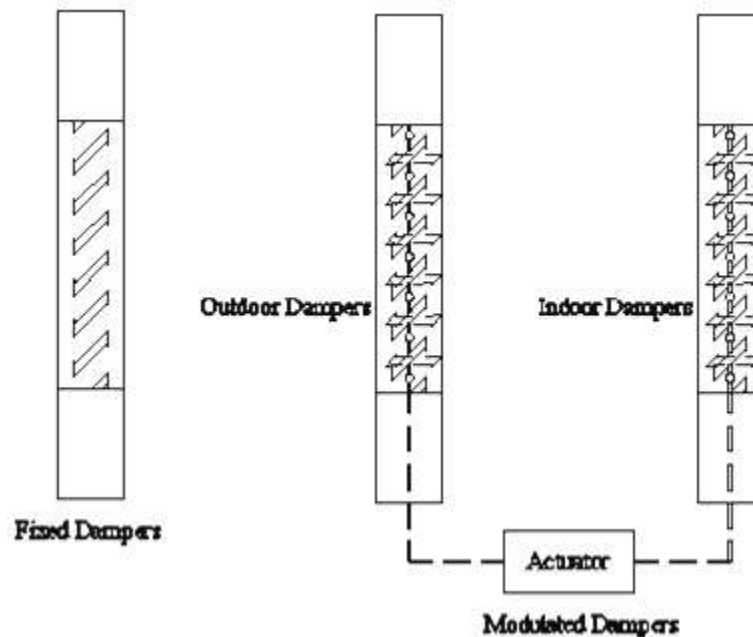 Outdoor Dampers
Indoor Dampers
Fixed Dampers
Actuator
Modulated Dampers